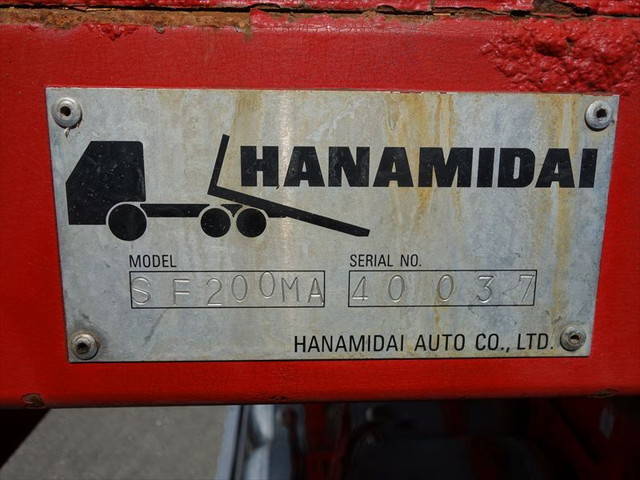 HANAMIDAI
MODEL SERIAL NO.
SF200MA 40037
HANAMIDAI AUTO CO., LTD.